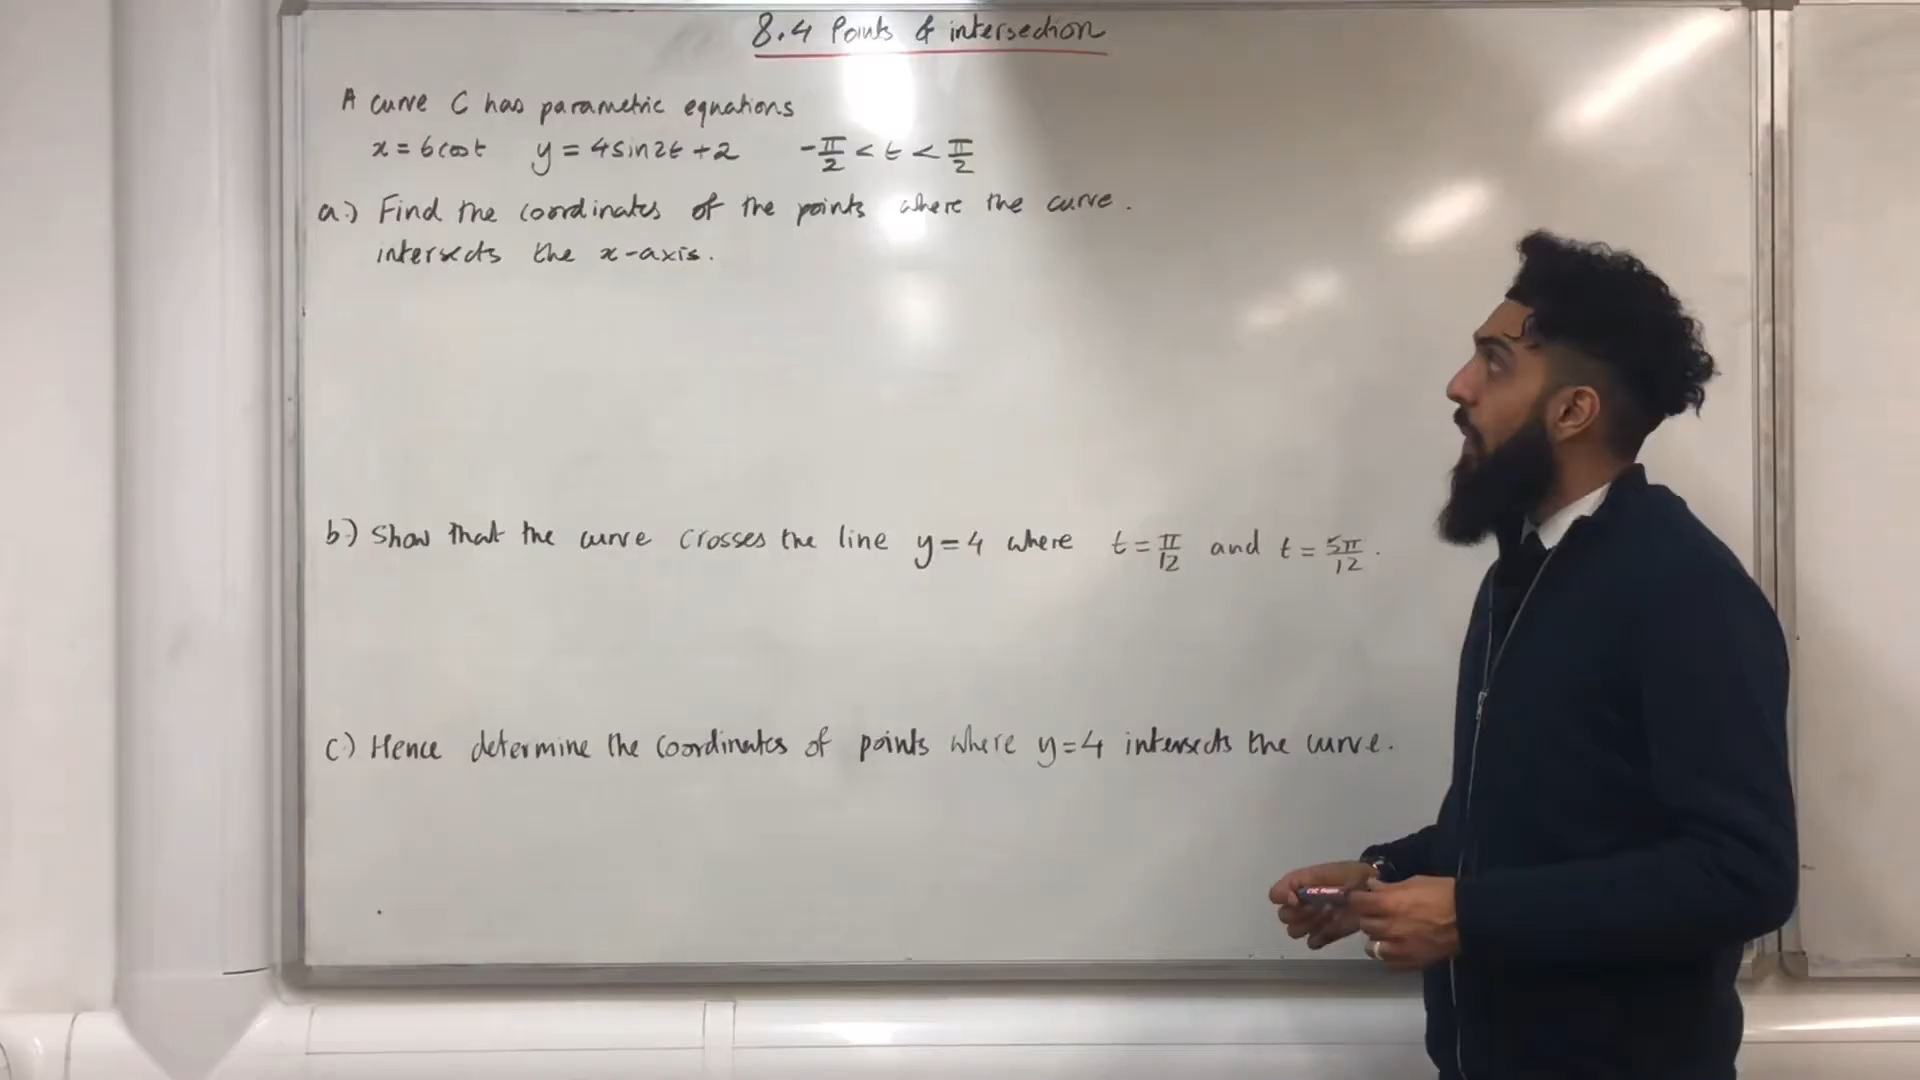 8.4 Points & intersection
A curve C has parametric equations
x = 6cost y = 4sin2t + 2 -π/2 < t < π/2
a.) Find the coordinates of the points where the curve.
intersects the x-axis.
b.) Show that the curve crosses the line y=4 where t = π/12 and t = 5π/12.
c.) Hence determine the coordinates of points where y=4 intersects the curve.